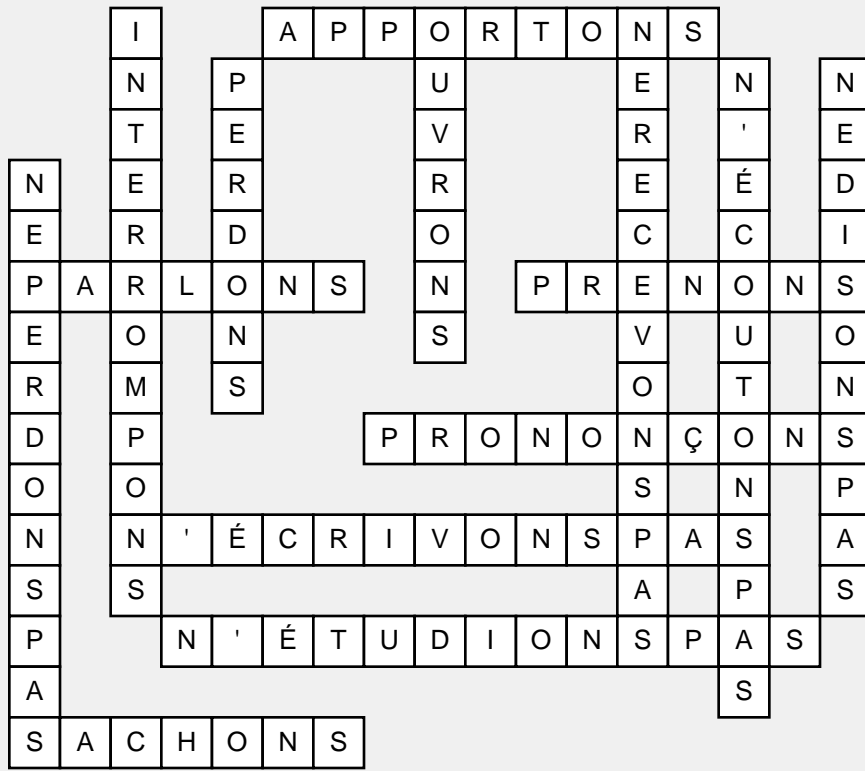 INTERROMPONS
APPORTONS
OUVRONS
NERECEVONSPAS
PERDONS
N'ÉCOUTONSPAS
NEDISONSPAS
NEPERDONSPAS
PARLONS
PRENONS
PRONONÇONS
N'ÉCRIVONSPAS
N'ÉTUDIONSPAS
SACHONS